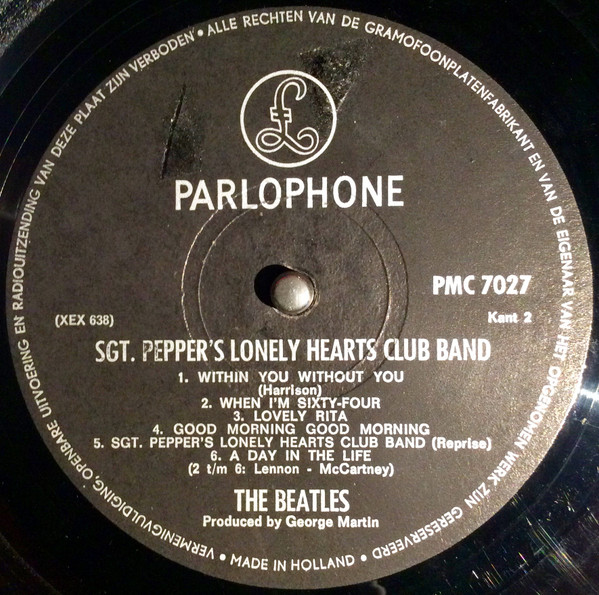 ALLE RECHTEN VAN DE GRAMOFOONPLATENFABRIKANT EN VAN DE EIGENAAR VAN HET OPGENOMEN WERK ZIJN GERESERVEERD • MADE IN HOLLAND • VERMENIGVULDIGING, OPENBARE UITVOERING EN RADIOUITZENDING VAN DEZE PLAAT ZIJN VERBODEN •
£
PARLOPHONE
PMC 7027
(XEX 638)
Kant 2
SGT. PEPPER'S LONELY HEARTS CLUB BAND
1. WITHIN YOU WITHOUT YOU
(Harrison)
2. WHEN I'M SIXTY-FOUR
3. LOVELY RITA
4. GOOD MORNING GOOD MORNING
5. SGT. PEPPER'S LONELY HEARTS CLUB BAND (Reprise)
6. A DAY IN THE LIFE
(2 t/m 6: Lennon - McCartney)
THE BEATLES
Produced by George Martin